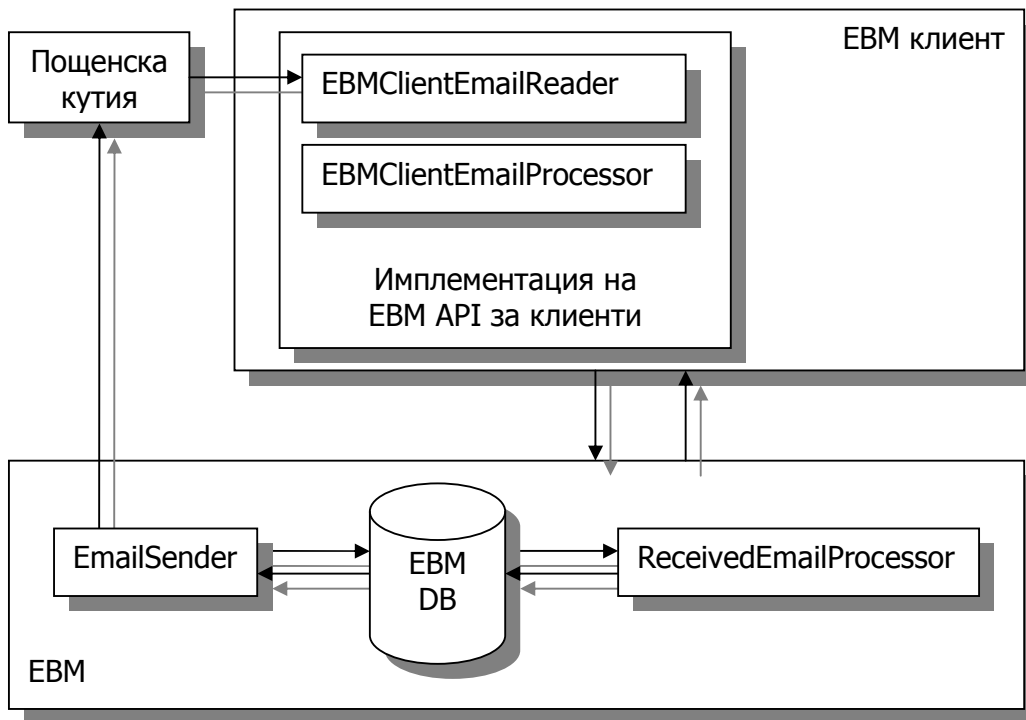 EBM клиент
Пощенска
кутия
EBMClientEmailReader
EBMClientEmailProcessor
Имплементация на
EBM API за клиенти
EmailSender
EBM
DB
ReceivedEmailProcessor
EBM